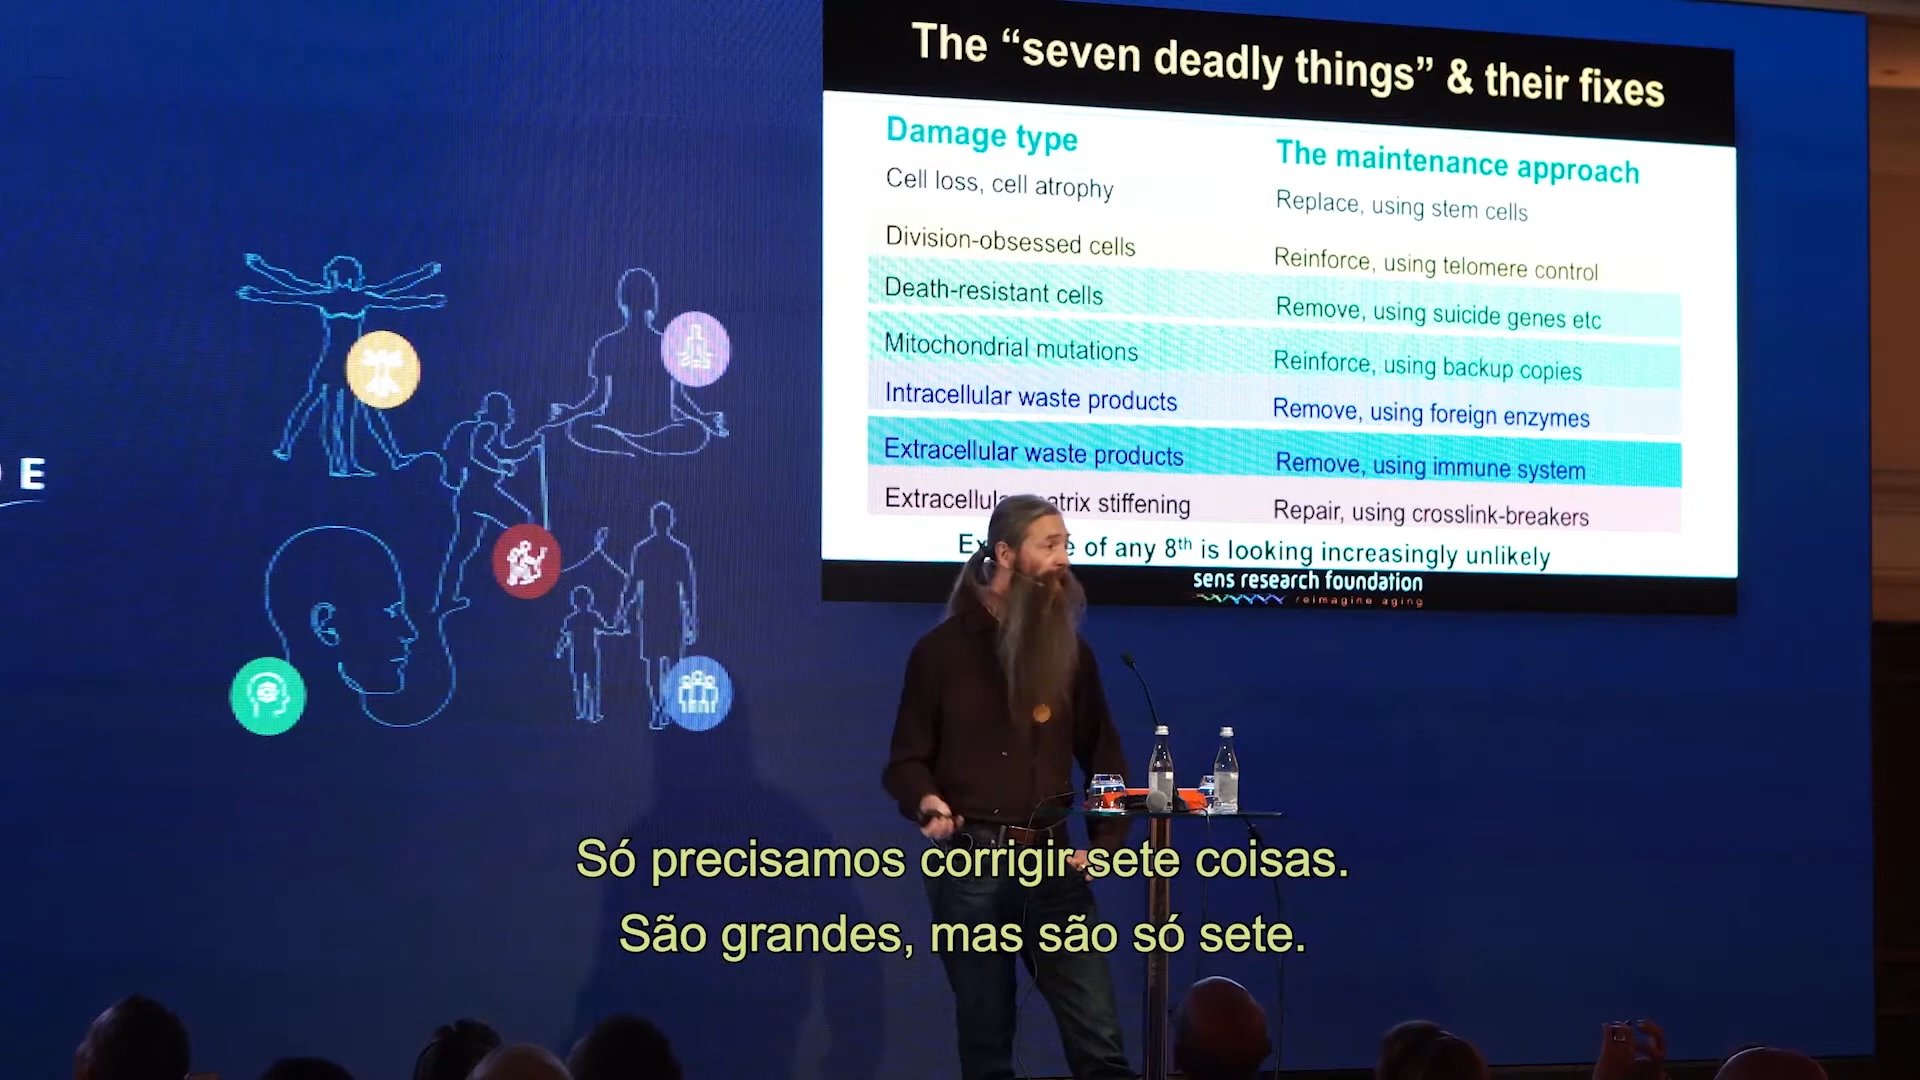 E
The “seven deadly things” & their fixes
Damage type
The maintenance approach
Cell loss, cell atrophy
Replace, using stem cells
Division-obsessed cells
Reinforce, using telomere control
Death-resistant cells
Remove, using suicide genes etc
Mitochondrial mutations
Reinforce, using backup copies
Intracellular waste products
Remove, using foreign enzymes
Extracellular waste products
Remove, using immune system
stiffening
Repair, using crosslink-breakers
of any 8th is looking increasingly unlikely
sens research foundation
reimagine aging
Só precisamos corrigir sete coisas.
São grandes, mas são só sete.